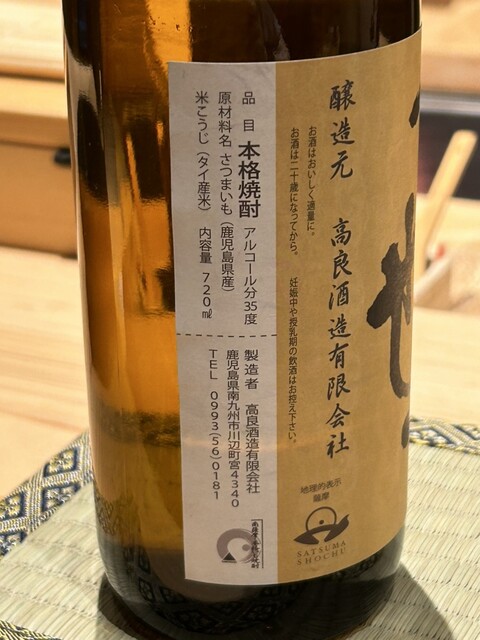 醸造元　高良酒造有限会社
お酒はおいしく適量に。
お酒は二十歳になってから。　妊娠中や授乳期の飲酒はお控え下さい。
地理的表示
薩摩
SATSUMA
SHOCHU
品目 本格焼酎 アルコール分35度
原材料名 さつまいも(鹿児島県産)
米こうじ(タイ産米) 内容量 720㎖
製造者　高良酒造有限会社
鹿児島県南九州市川辺町宮4340
TEL 0993(56)0181